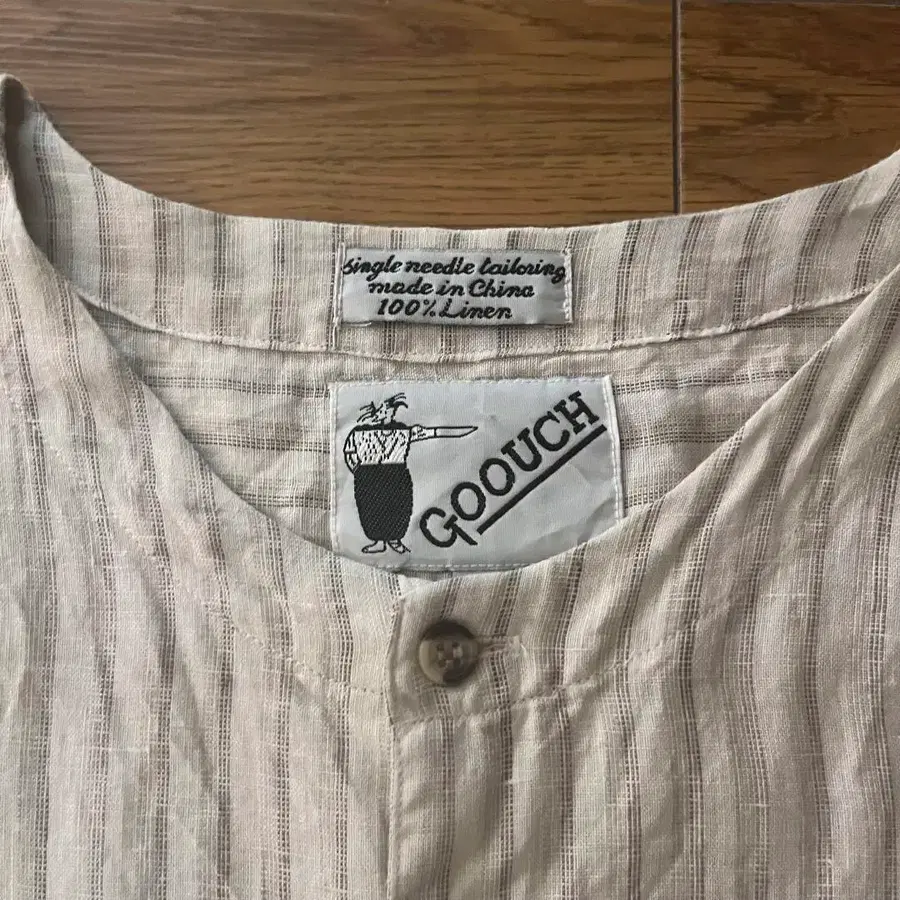 single needle tailoring
made in China
100% Linen
GOOUCH